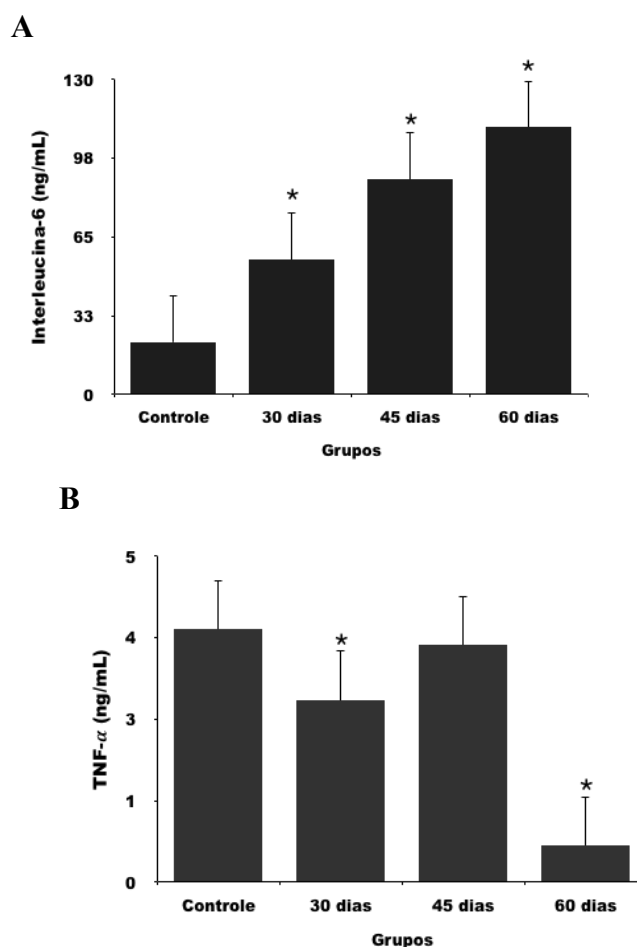 A
Interleucina-6 (ng/mL)
130
98
65
33
0
*
*
*
Controle
30 dias
45 dias
60 dias
Grupos
B
TNF-α (ng/mL)
5
4
3
1
0
*
*
Controle
30 dias
45 dias
60 dias
Grupos